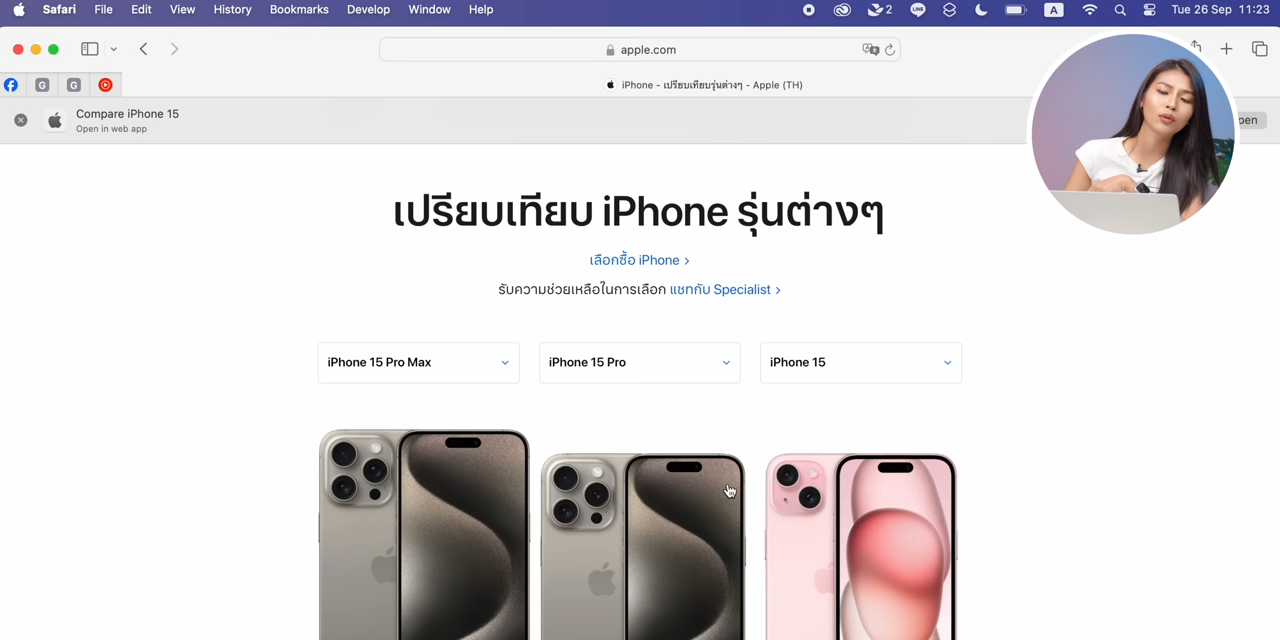 Safari File Edit View History Bookmarks Develop Window Help
LINE 2 A Tue 26 Sep 11:23
apple.com
G G
iPhone - เปรียบเทียบรุ่นต่างๆ - Apple (TH)
Compare iPhone 15
Open in web app
เปรียบเทียบ iPhone รุ่นต่างๆ
เลือกซื้อ iPhone >
รับความช่วยเหลือในการเลือก แชทกับ Specialist >
iPhone 15 Pro Max
iPhone 15 Pro
iPhone 15